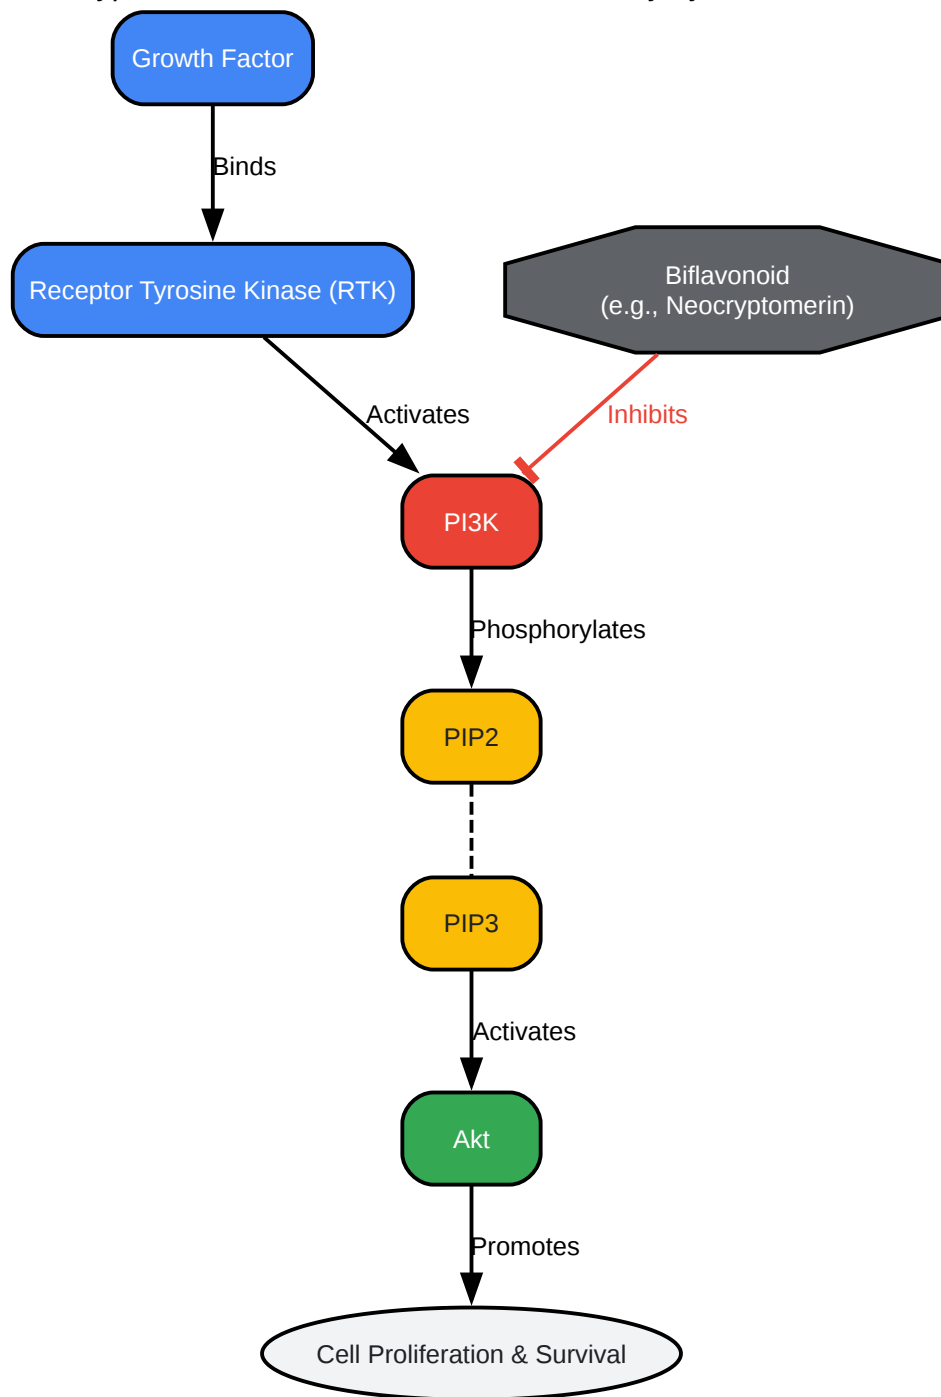 Growth Factor
Binds
Receptor Tyrosine Kinase (RTK)
Biflavonoid
(e.g., Neocryptomerin)
Activates
Inhibits
PI3K
Phosphorylates
PIP2
PIP3
Activates
Akt
Promotes
Cell Proliferation & Survival